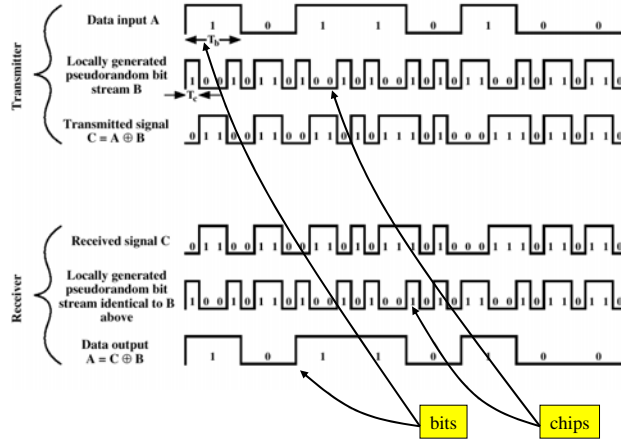 Transmitter
Data input A
1 0 1 1 0 1 0 0
T_b
Locally generated
pseudorandom bit
stream B
T_c
Transmitted signal
C = A ⊕ B
Receiver
Received signal C
Locally generated
pseudorandom bit
stream identical to B
above
Data output
A = C ⊕ B
1 0 1 1 0 1 0 0
bits
chips